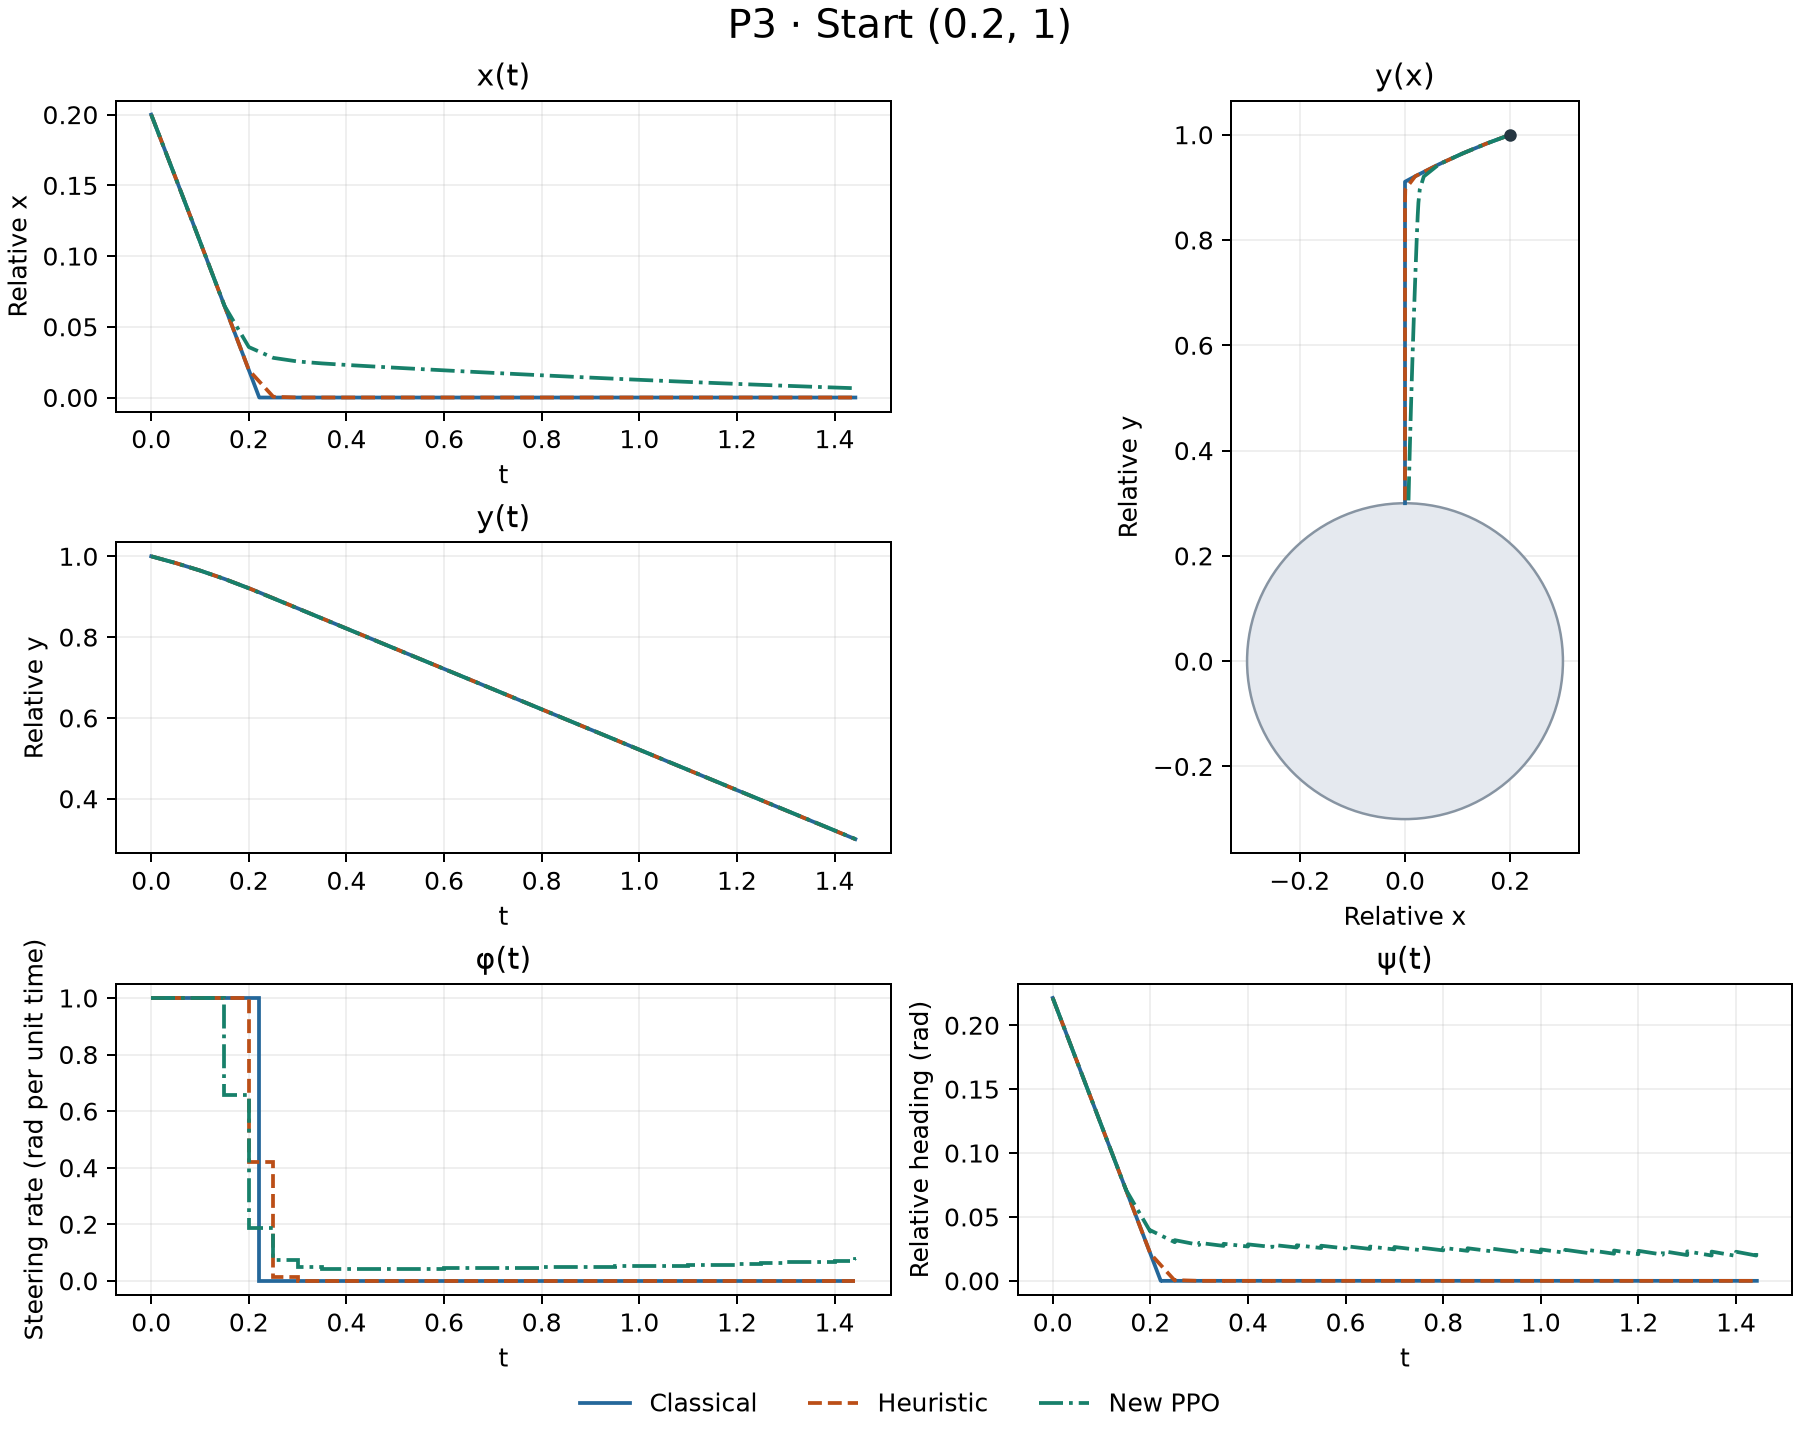 P3 · Start (0.2, 1)
x(t)
Relative x
0.20
0.15
0.10
0.05
0.00
0.0 0.2 0.4 0.6 0.8 1.0 1.2 1.4
t
y(x)
Relative y
1.0
0.8
0.6
0.4
0.2
0.0
−0.2
−0.2 0.0 0.2
Relative x
y(t)
Relative y
1.0
0.8
0.6
0.4
0.0 0.2 0.4 0.6 0.8 1.0 1.2 1.4
t
φ(t)
Steering rate (rad per unit time)
1.0
0.8
0.6
0.4
0.2
0.0
0.0 0.2 0.4 0.6 0.8 1.0 1.2 1.4
t
ψ(t)
Relative heading (rad)
0.20
0.15
0.10
0.05
0.00
0.0 0.2 0.4 0.6 0.8 1.0 1.2 1.4
t
Classical Heuristic New PPO